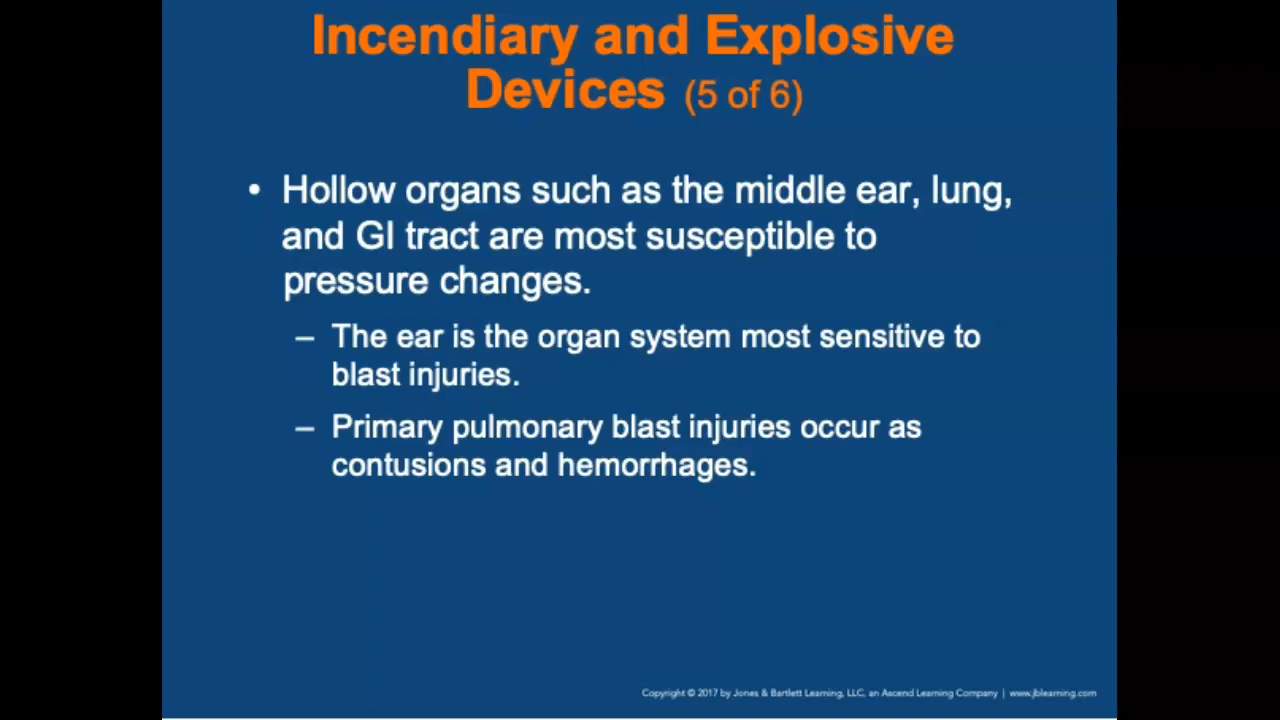 Incendiary and Explosive
Devices (5 of 6)
• Hollow organs such as the middle ear, lung,
and GI tract are most susceptible to
pressure changes.
– The ear is the organ system most sensitive to
blast injuries.
– Primary pulmonary blast injuries occur as
contusions and hemorrhages.
Copyright © 2017 by Jones & Bartlett Learning, LLC, an Ascend Learning Company | www.jblearning.com